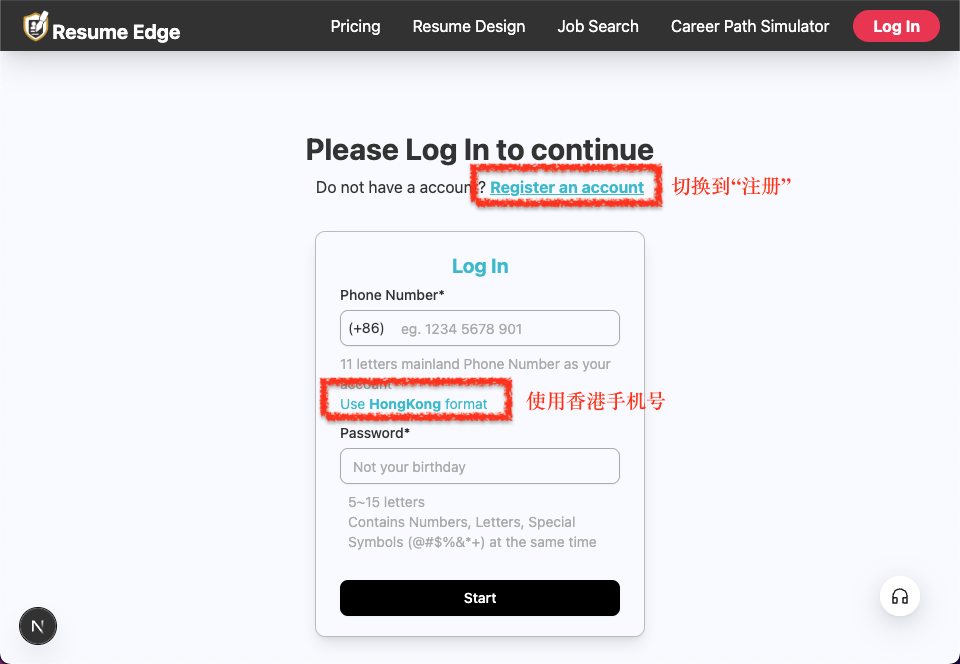 Resume Edge
Pricing
Resume Design
Job Search
Career Path Simulator
Log In
Please Log In to continue
Do not have a account? Register an account
切换到“注册”
Log In
Phone Number*
(+86) eg. 1234 5678 901
11 letters mainland Phone Number as your
account
Use HongKong format
使用香港手机号
Password*
Not your birthday
5~15 letters
Contains Numbers, Letters, Special
Symbols (@#$%&*+) at the same time
Start
N